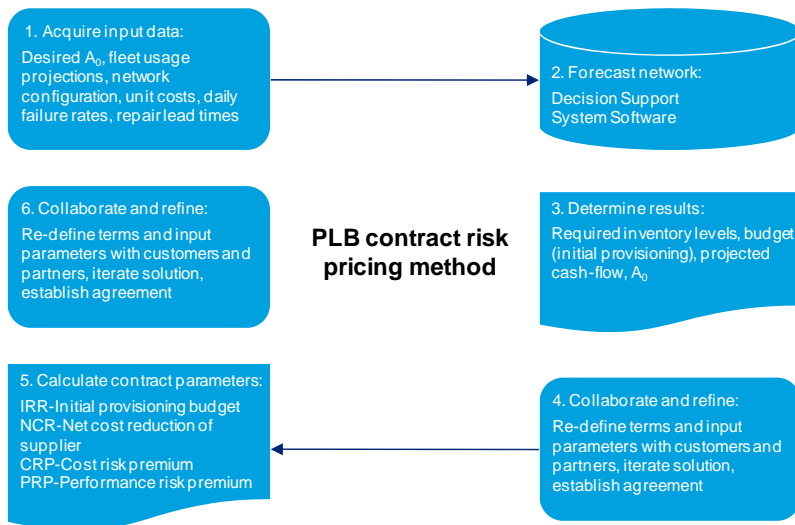 1. Acquire input data:
Desired A₀, fleet usage
projections, network
configuration, unit costs, daily
failure rates, repair lead times
2. Forecast network:
Decision Support
System Software
3. Determine results:
Required inventory levels, budget
(initial provisioning), projected
cash-flow, A₀
PLB contract risk
pricing method
4. Collaborate and refine:
Re-define terms and input
parameters with customers and
partners, iterate solution,
establish agreement
5. Calculate contract parameters:
IRR-Initial provisioning budget
NCR-Net cost reduction of
supplier
CRP-Cost risk premium
PRP-Performance risk premium
6. Collaborate and refine:
Re-define terms and input
parameters with customers and
partners, iterate solution,
establish agreement